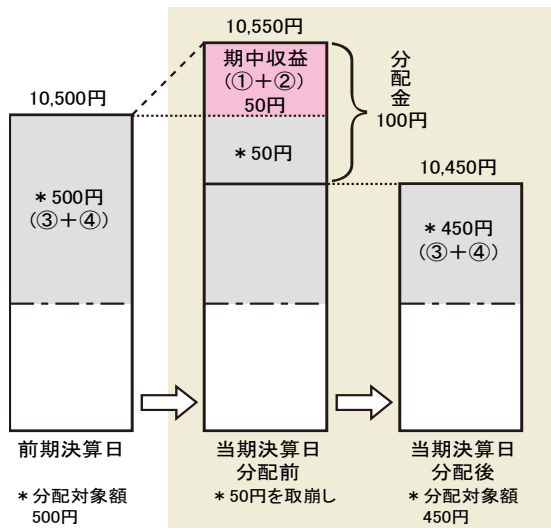 10,550円
期中収益
(①+②)
50円
分配金
100円
10,500円
*50円
10,450円
*500円
(③+④)
*450円
(③+④)
前期決算日
当期決算日
分配前
当期決算日
分配後
*分配対象額
500円
*50円を取崩し
*分配対象額
450円